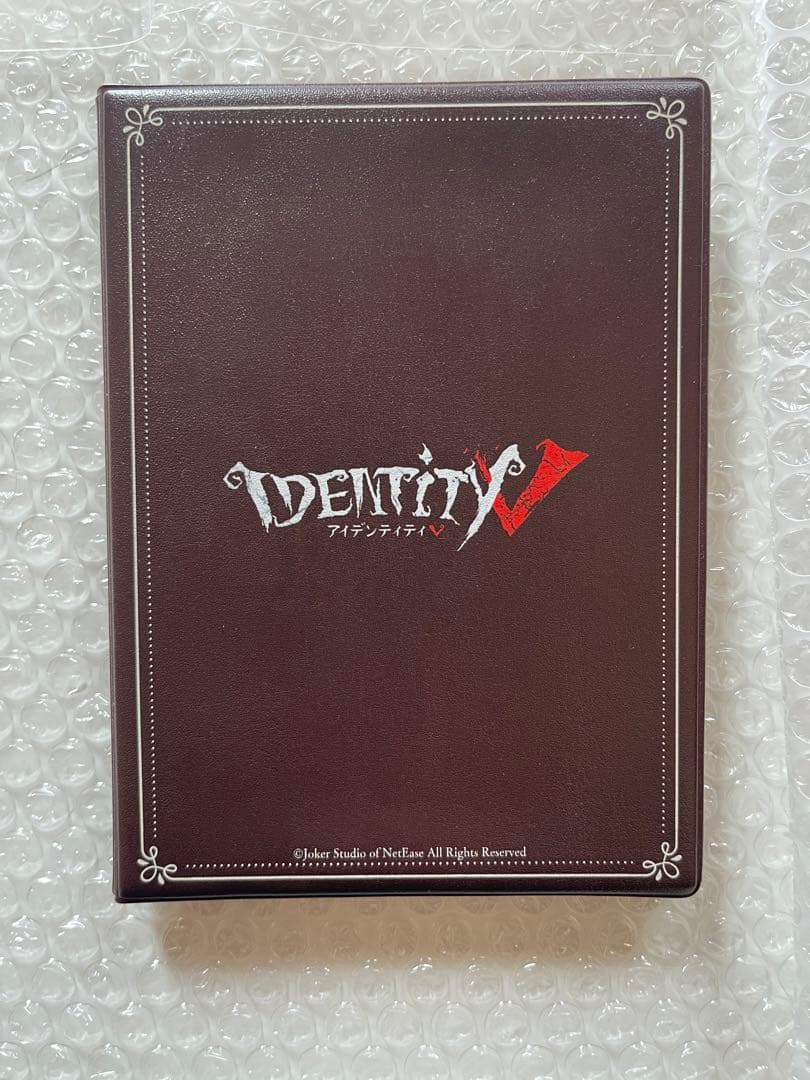 IDENTITY V
アイデンティティV
©Joker Studio of NetEase All Rights Reserved